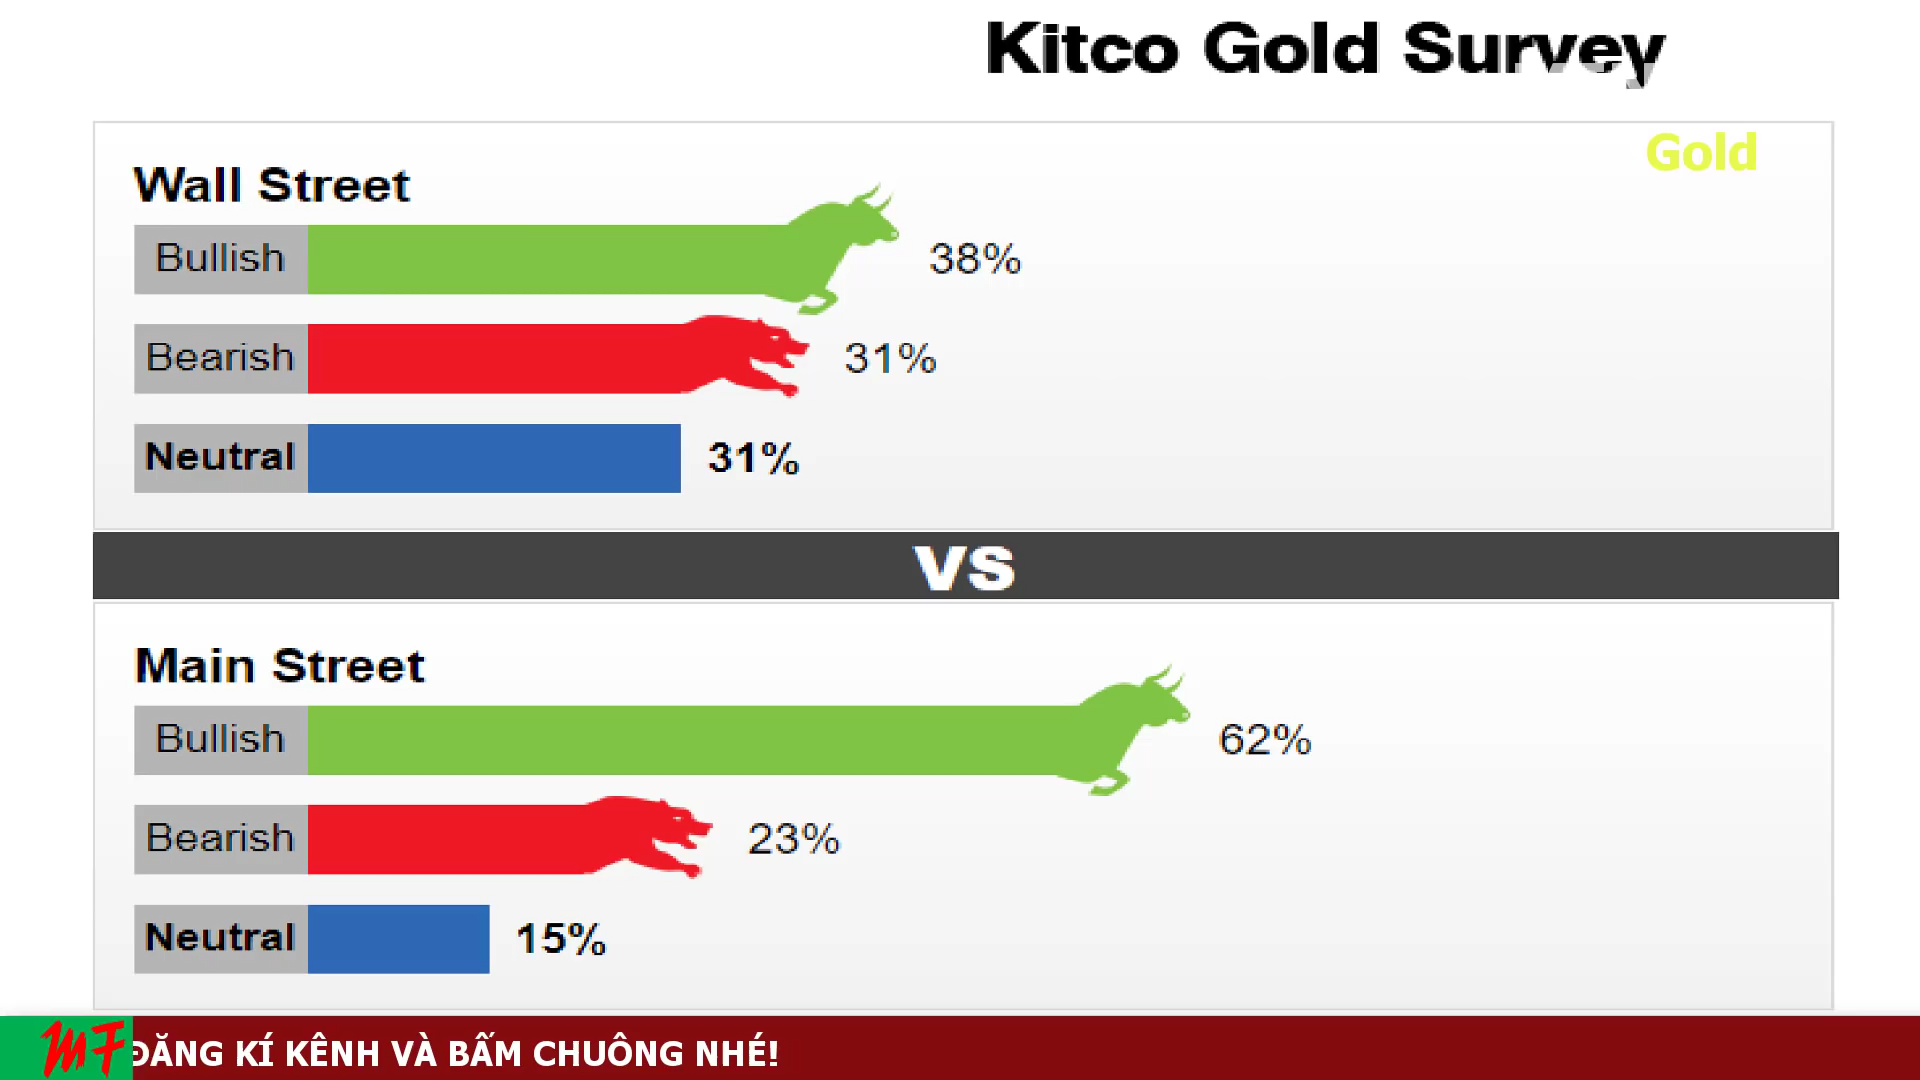 Kitco Gold Survey
Gold
Wall Street
Bullish 38%
Bearish 31%
Neutral 31%
VS
Main Street
Bullish 62%
Bearish 23%
Neutral 15%
MF ĐĂNG KÍ KÊNH VÀ BẤM CHUÔNG NHÉ!